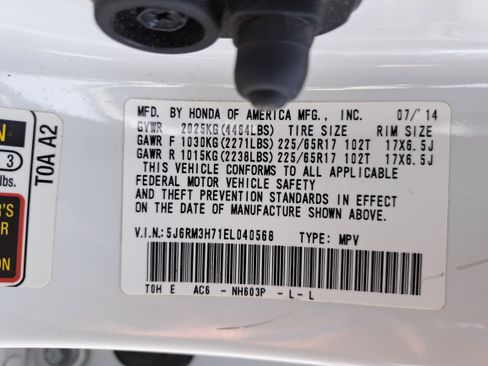 MFD. BY HONDA OF AMERICA MFG., INC. 07/'14
GVWR 2025KG(4464LBS) TIRE SIZE RIM SIZE
GAWR F 1030KG(2271LBS) 225/65R17 102T 17X6.5J
GAWR R 1015KG(2238LBS) 225/65R17 102T 17X6.5J
THIS VEHICLE CONFORMS TO ALL APPLICABLE
FEDERAL MOTOR VEHICLE SAFETY
AND THEFT PREVENTION STANDARDS IN EFFECT
ON THE DATE OF MANUFACTURE SHOWN ABOVE.
V.I.N.:5J6RM3H71EL040568 TYPE: MPV
T0H E AC6 - NH603P - L - L
T0A A2
N
3
lbs.
R'S
R
ON